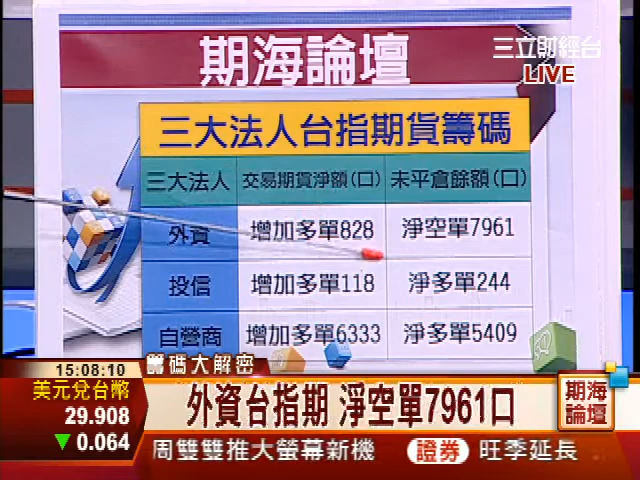 期海論壇
三立財經台
LIVE
三大法人台指期貨籌碼
三大法人 交易期貨淨額(口) 未平倉餘額(口)
外資 增加多單828 淨空單7961
投信 增加多單118 淨多單244
自營商 增加多單6333 淨多單5409
15:08:10
籌碼大解密
美元兌台幣
29.908
▼0.064
外資台指期 淨空單7961口
期海
論壇
周雙雙推大螢幕新機 證券 旺季延長